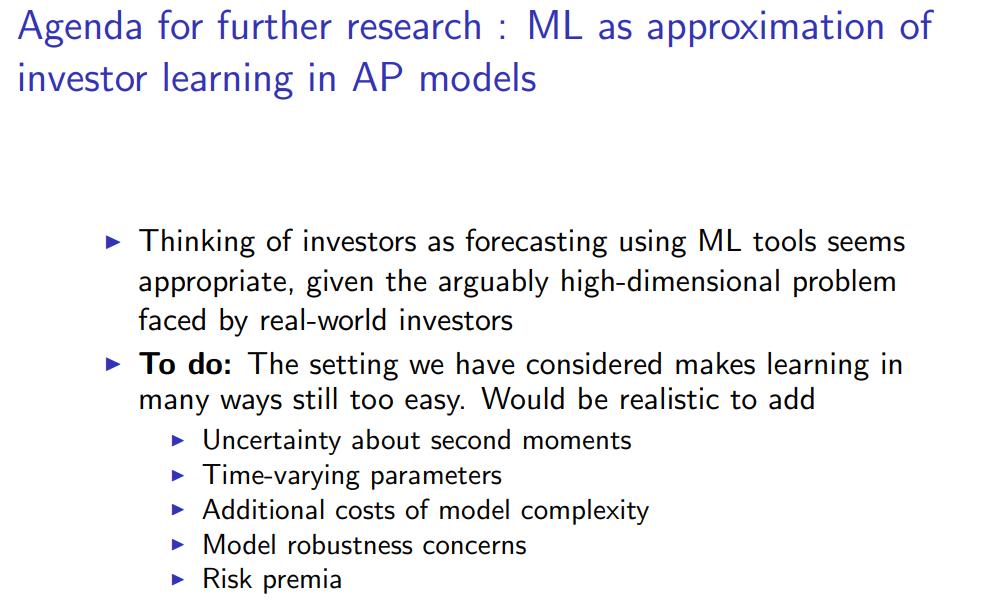 Agenda for further research : ML as approximation of
investor learning in AP models
▶ Thinking of investors as forecasting using ML tools seems
appropriate, given the arguably high-dimensional problem
faced by real-world investors
▶ To do: The setting we have considered makes learning in
many ways still too easy. Would be realistic to add
▶ Uncertainty about second moments
▶ Time-varying parameters
▶ Additional costs of model complexity
▶ Model robustness concerns
▶ Risk premia